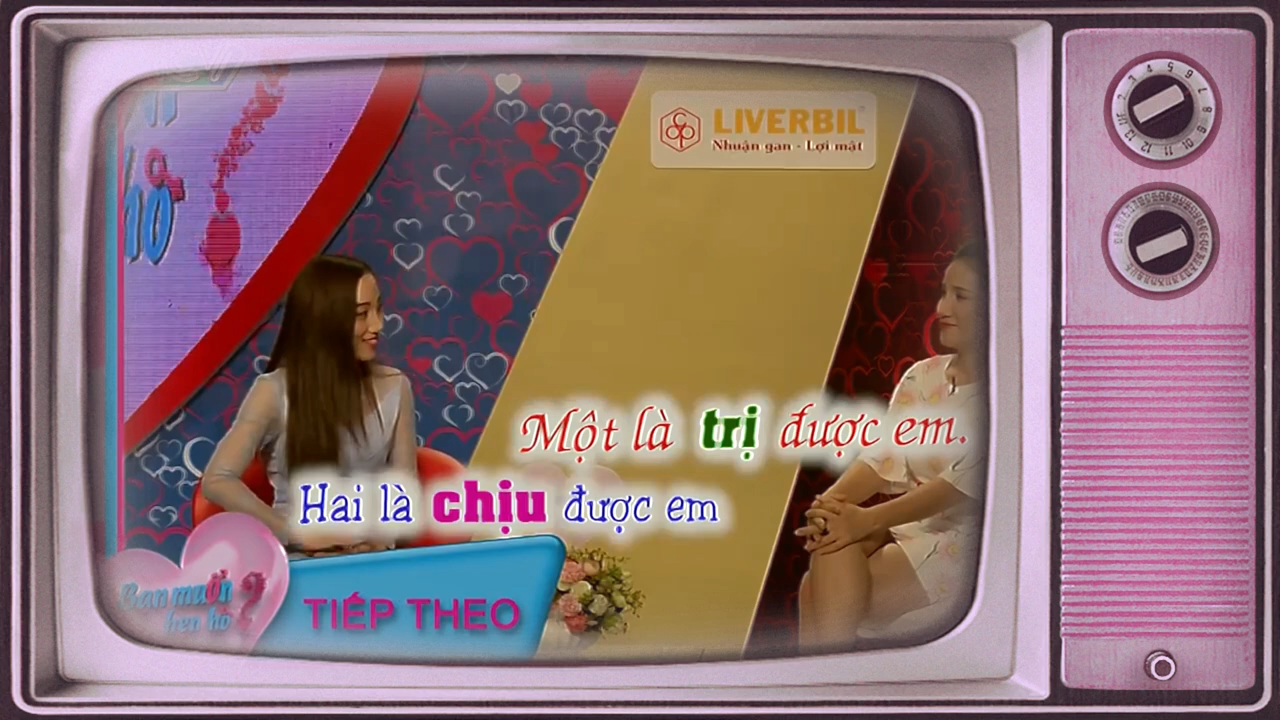 LIVERBIL
Nhuận gan - Lợi mật
Một là trị được em.
Hai là chịu được em
Bạn muốn
hẹn hò?
TIẾP THEO